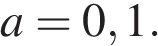 a = 0, 1.